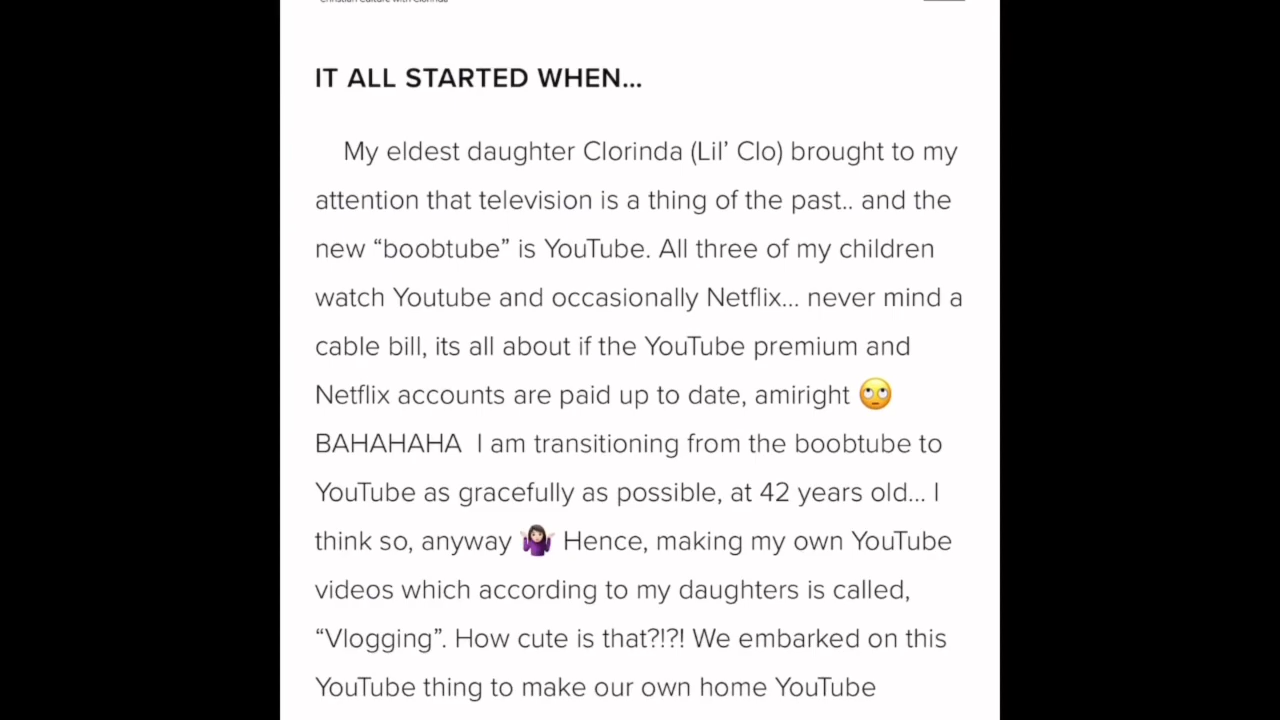 Christian Culture with Clorinda
IT ALL STARTED WHEN...
My eldest daughter Clorinda (Lil’ Clo) brought to my
attention that television is a thing of the past.. and the
new “boobtube” is YouTube. All three of my children
watch Youtube and occasionally Netflix... never mind a
cable bill, its all about if the YouTube premium and
Netflix accounts are paid up to date, amiright 🙄
BAHAHAHA  I am transitioning from the boobtube to
YouTube as gracefully as possible, at 42 years old... I
think so, anyway 🤷🏻‍♀️ Hence, making my own YouTube
videos which according to my daughters is called,
“Vlogging”. How cute is that?!?! We embarked on this
YouTube thing to make our own home YouTube